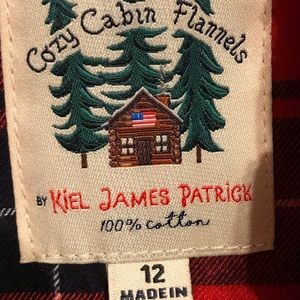 Cozy Cabin Flannels
BY KIEL JAMES PATRICK
100% cotton
12
MADE IN